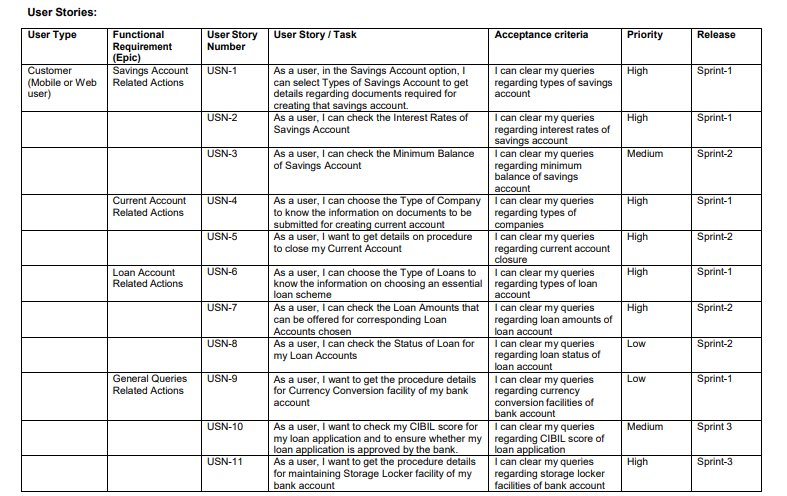 User Stories:
User Type Functional Requirement (Epic) User Story Number User Story / Task Acceptance criteria Priority Release
Customer (Mobile or Web user) Savings Account Related Actions USN-1 As a user, in the Savings Account option, I can select Types of Savings Account to get details regarding documents required for creating that savings account. I can clear my queries regarding types of savings account High Sprint-1
USN-2 As a user, I can check the Interest Rates of Savings Account I can clear my queries regarding interest rates of savings account High Sprint-1
USN-3 As a user, I can check the Minimum Balance of Savings Account I can clear my queries regarding minimum balance of savings account Medium Sprint-2
Current Account Related Actions USN-4 As a user, I can choose the Type of Company to know the information on documents to be submitted for creating current account I can clear my queries regarding types of companies High Sprint-1
USN-5 As a user, I want to get details on procedure to close my Current Account I can clear my queries regarding current account closure High Sprint-2
Loan Account Related Actions USN-6 As a user, I can choose the Type of Loans to know the information on choosing an essential loan scheme I can clear my queries regarding types of loan account High Sprint-1
USN-7 As a user, I can check the Loan Amounts that can be offered for corresponding Loan Accounts chosen I can clear my queries regarding loan amounts of loan account High Sprint-2
USN-8 As a user, I can check the Status of Loan for my Loan Accounts I can clear my queries regarding loan status of loan account Low Sprint-2
General Queries Related Actions USN-9 As a user, I want to get the procedure details for Currency Conversion facility of my bank account I can clear my queries regarding currency conversion facilities of bank account Low Sprint-1
USN-10 As a user, I want to check my CIBIL score for my loan application and to ensure whether my loan application is approved by the bank. I can clear my queries regarding CIBIL score of loan application Medium Sprint 3
USN-11 As a user, I want to get the procedure details for maintaining Storage Locker facility of my bank account I can clear my queries regarding storage locker facilities of bank account High Sprint-3